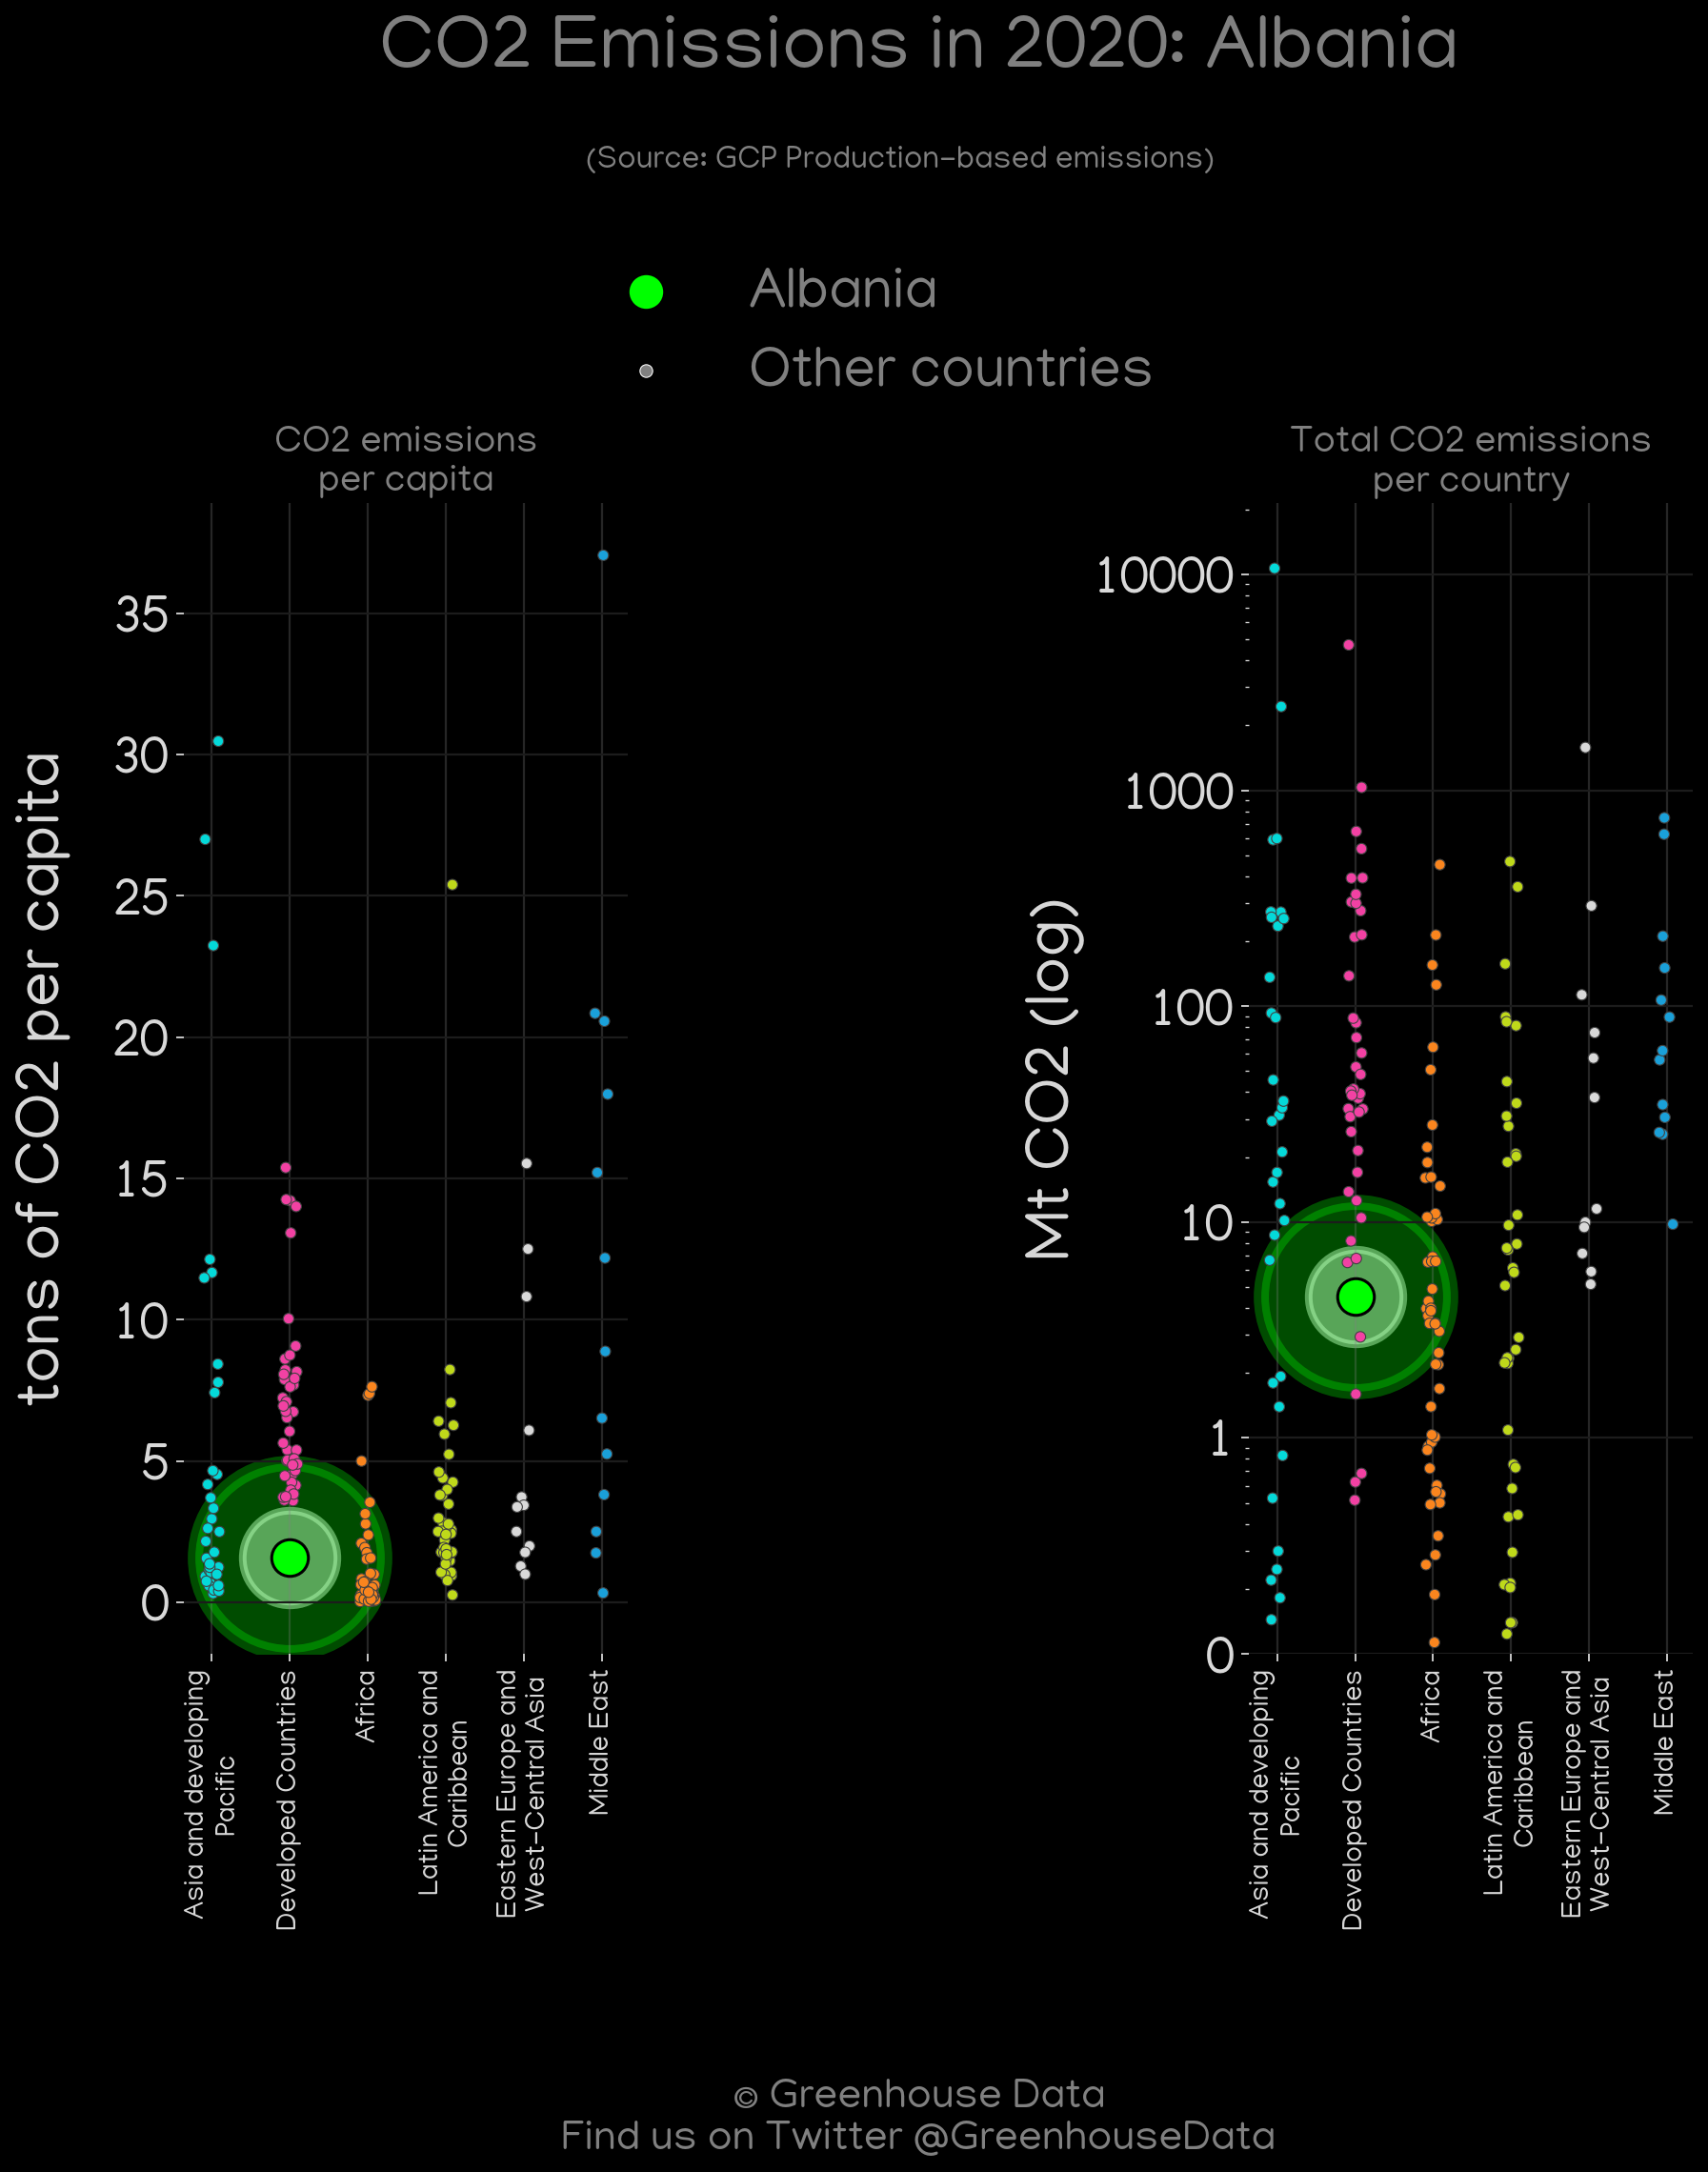 CO2 Emissions in 2020: Albania
(Source: GCP Production-based emissions)
Albania
Other countries
CO2 emissions
per capita
tons of CO2 per capita
35
30
25
20
15
10
5
0
Asia and developing
Pacific
Developed Countries
Africa
Latin America and
Caribbean
Eastern Europe and
West-Central Asia
Middle East
Total CO2 emissions
per country
Mt CO2 (log)
10000
1000
100
10
1
0
Asia and developing
Pacific
Developed Countries
Africa
Latin America and
Caribbean
Eastern Europe and
West-Central Asia
Middle East
© Greenhouse Data
Find us on Twitter @GreenhouseData